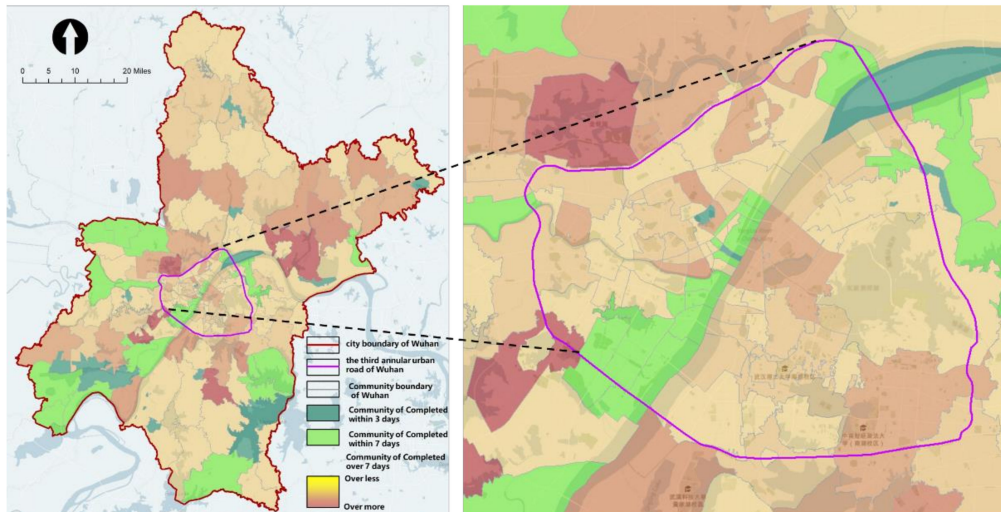 0 5 10 20 Miles
city boundary of Wuhan
the third annular urban
road of Wuhan
Community boundary
of Wuhan
Community of Completed
within 3 days
Community of Completed
within 7 days
Community of Completed
over 7 days
Over less
Over more